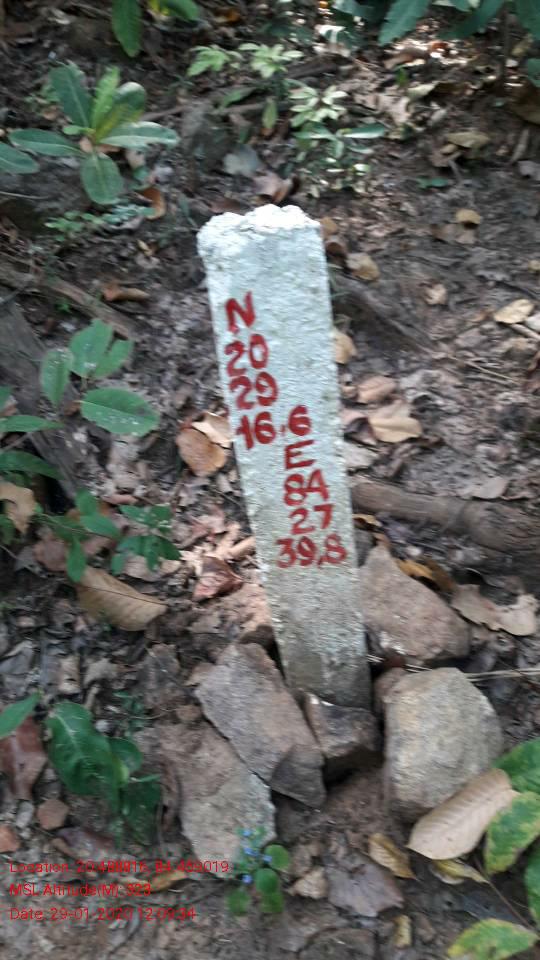 N
20
29
16.6
E
84
27
39.8
Location: 20.488816, 84.459019
MSL Altitude(M): 323
Date: 29-01-2020 12:09:34